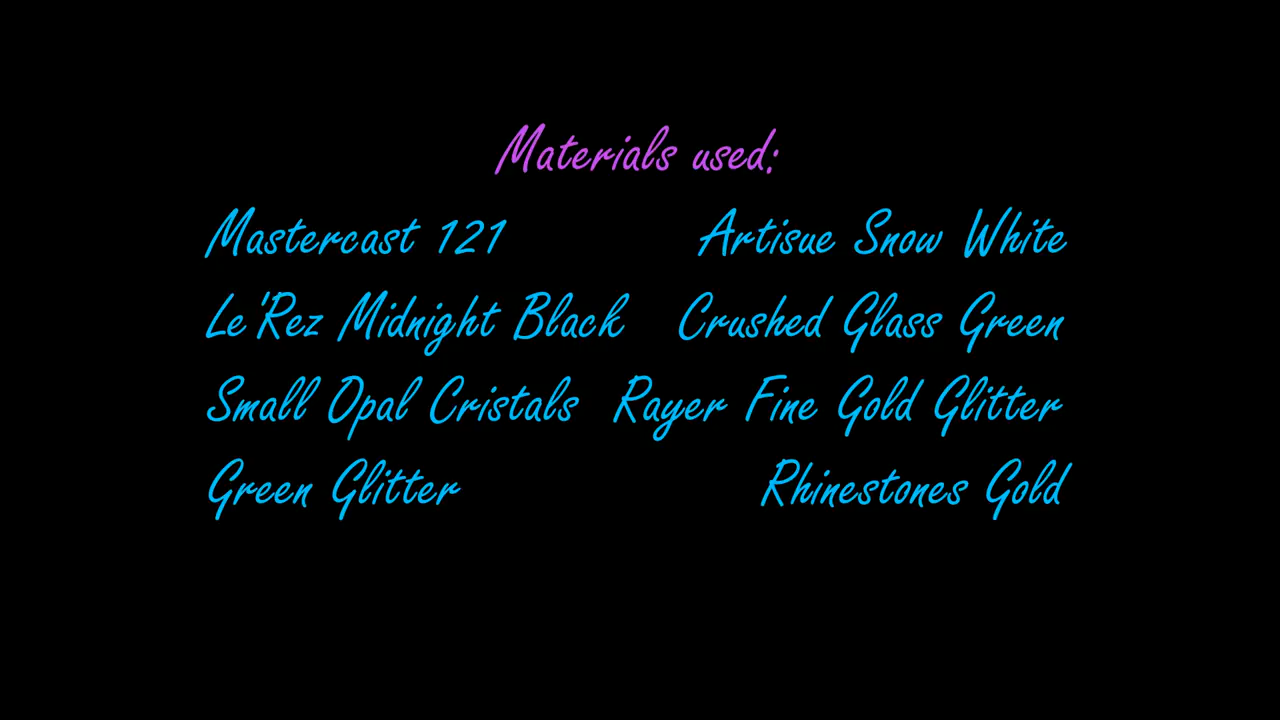 Materials used:
Mastercast 121 Artisue Snow White
Le'Rez Midnight Black Crushed Glass Green
Small Opal Cristals Rayer Fine Gold Glitter
Green Glitter Rhinestones Gold